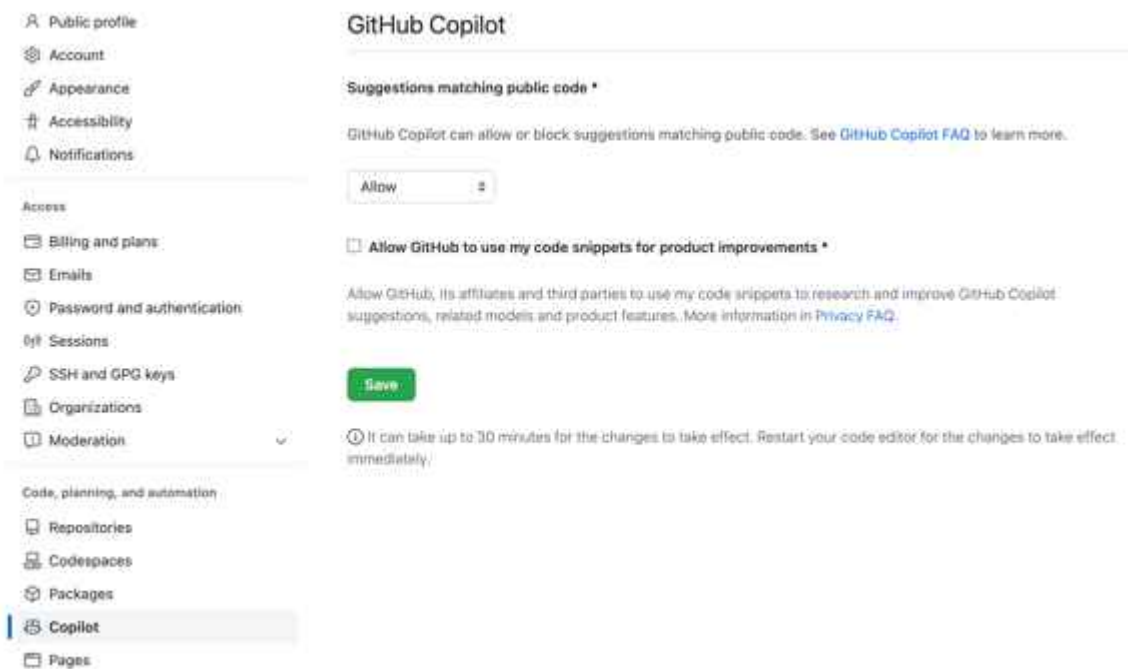 Public profile
Account
Appearance
Accessibility
Notifications
Access
Billing and plans
Emails
Password and authentication
Sessions
SSH and GPG keys
Organizations
Moderation
Code, planning, and automation
Repositories
Codespaces
Packages
Copilot
Pages
GitHub Copilot
Suggestions matching public code *
GitHub Copilot can allow or block suggestions matching public code. See GitHub Copilot FAQ to learn more.
Allow
Allow GitHub to use my code snippets for product improvements *
Allow GitHub, its affiliates and third parties to use my code snippets to research and improve GitHub Copilot
suggestions, related models and product features. More information in Privacy FAQ.
Save
It can take up to 30 minutes for the changes to take effect. Restart your code editor for the changes to take effect
immediately.